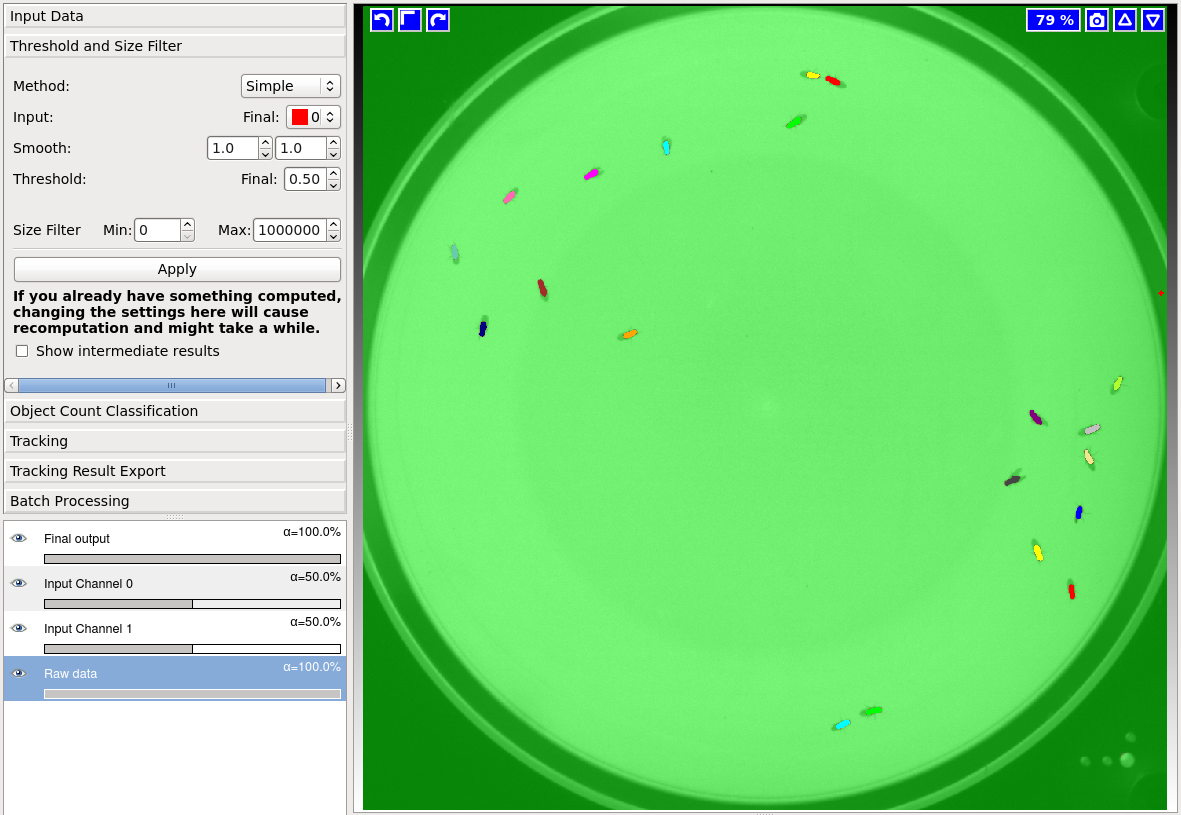 Input Data
Threshold and Size Filter
Method: Simple
Input: Final: 0
Smooth: 1.0 1.0
Threshold: Final: 0.50
Size Filter Min: 0 Max: 1000000
Apply
If you already have something computed,
changing the settings here will cause
recomputation and might take a while.
Show intermediate results
Object Count Classification
Tracking
Tracking Result Export
Batch Processing
Final output α=100.0%
Input Channel 0 α=50.0%
Input Channel 1 α=50.0%
Raw data α=100.0%
79 %